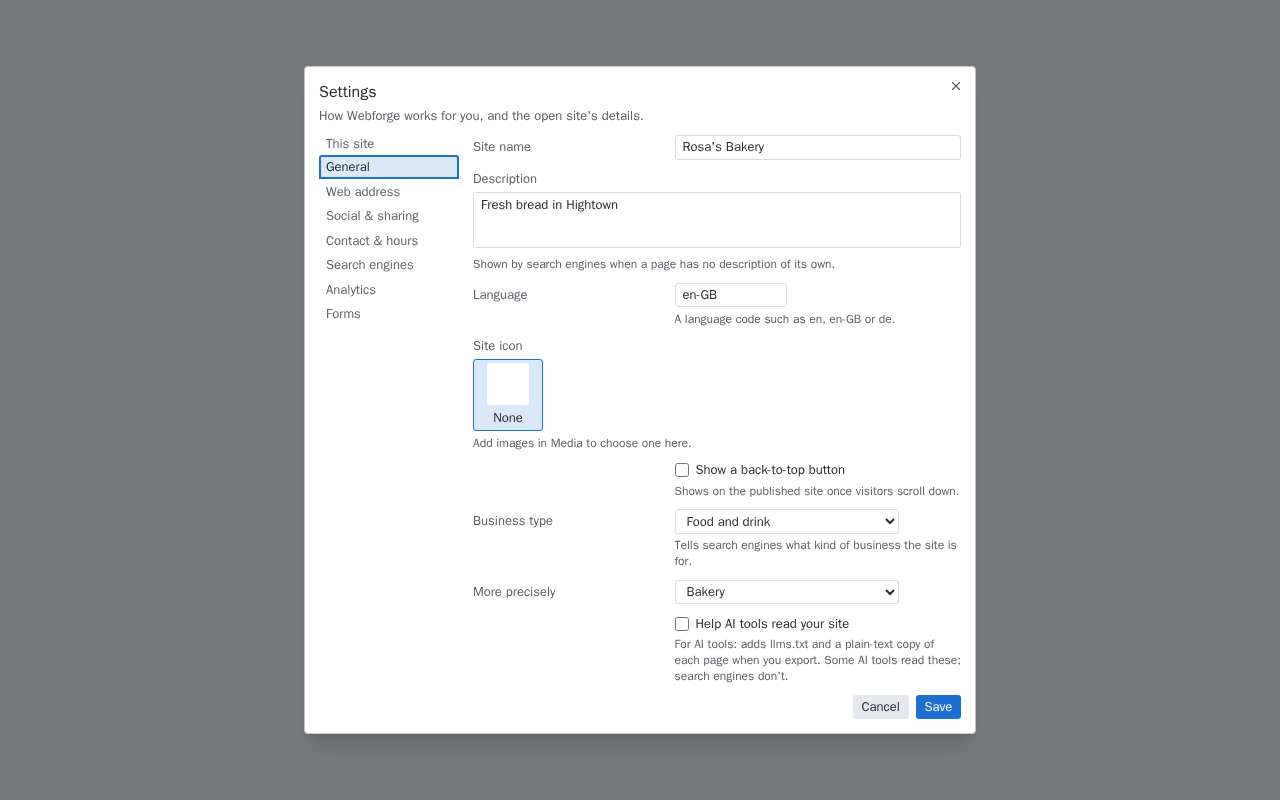 Settings
How Webforge works for you, and the open site's details.
This site
General
Web address
Social & sharing
Contact & hours
Search engines
Analytics
Forms
Site name
Rosa's Bakery
Description
Fresh bread in Hightown
Shown by search engines when a page has no description of its own.
Language
en-GB
A language code such as en, en-GB or de.
Site icon
None
Add images in Media to choose one here.
Show a back-to-top button
Shows on the published site once visitors scroll down.
Business type
Food and drink
Tells search engines what kind of business the site is
for.
More precisely
Bakery
Help AI tools read your site
For AI tools: adds llms.txt and a plain-text copy of
each page when you export. Some AI tools read these;
search engines don't.
Cancel
Save